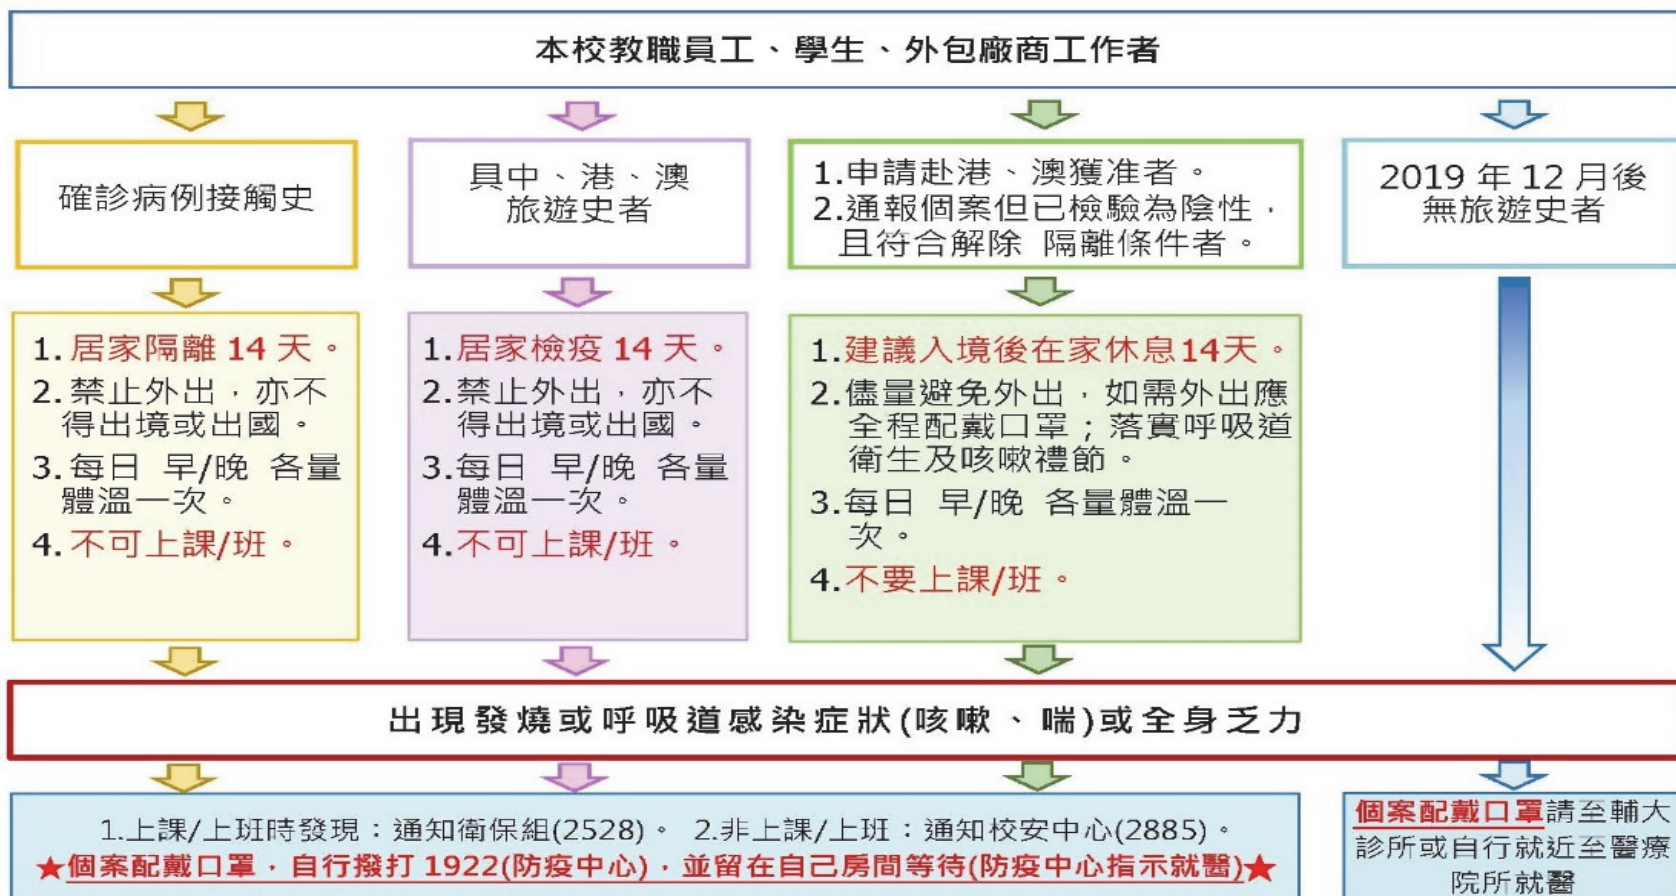 本校教職員工、學生、外包廠商工作者
確診病例接觸史
具中、港、澳
旅遊史者
1.申請赴港、澳獲准者。
2.通報個案但已檢驗為陰性，
且符合解除 隔離條件者。
2019 年 12 月後
無旅遊史者
1.居家隔離 14 天。
2.禁止外出，亦不
得出境或出國。
3.每日 早/晚 各量
體溫一次。
4.不可上課/班。
1.居家檢疫 14 天。
2.禁止外出，亦不
得出境或出國。
3.每日 早/晚 各量
體溫一次。
4.不可上課/班。
1.建議入境後在家休息14天。
2.儘量避免外出，如需外出應
全程配戴口罩；落實呼吸道
衛生及咳嗽禮節。
3.每日 早/晚 各量體溫一
次。
4.不要上課/班。
出現發燒或呼吸道感染症狀(咳嗽、喘)或全身乏力
1.上課/上班時發現：通知衛保組(2528)。 2.非上課/上班：通知校安中心(2885)。
★個案配戴口罩，自行撥打 1922(防疫中心)，並留在自己房間等待(防疫中心指示就醫)★
個案配戴口罩請至輔大
診所或自行就近至醫療
院所就醫